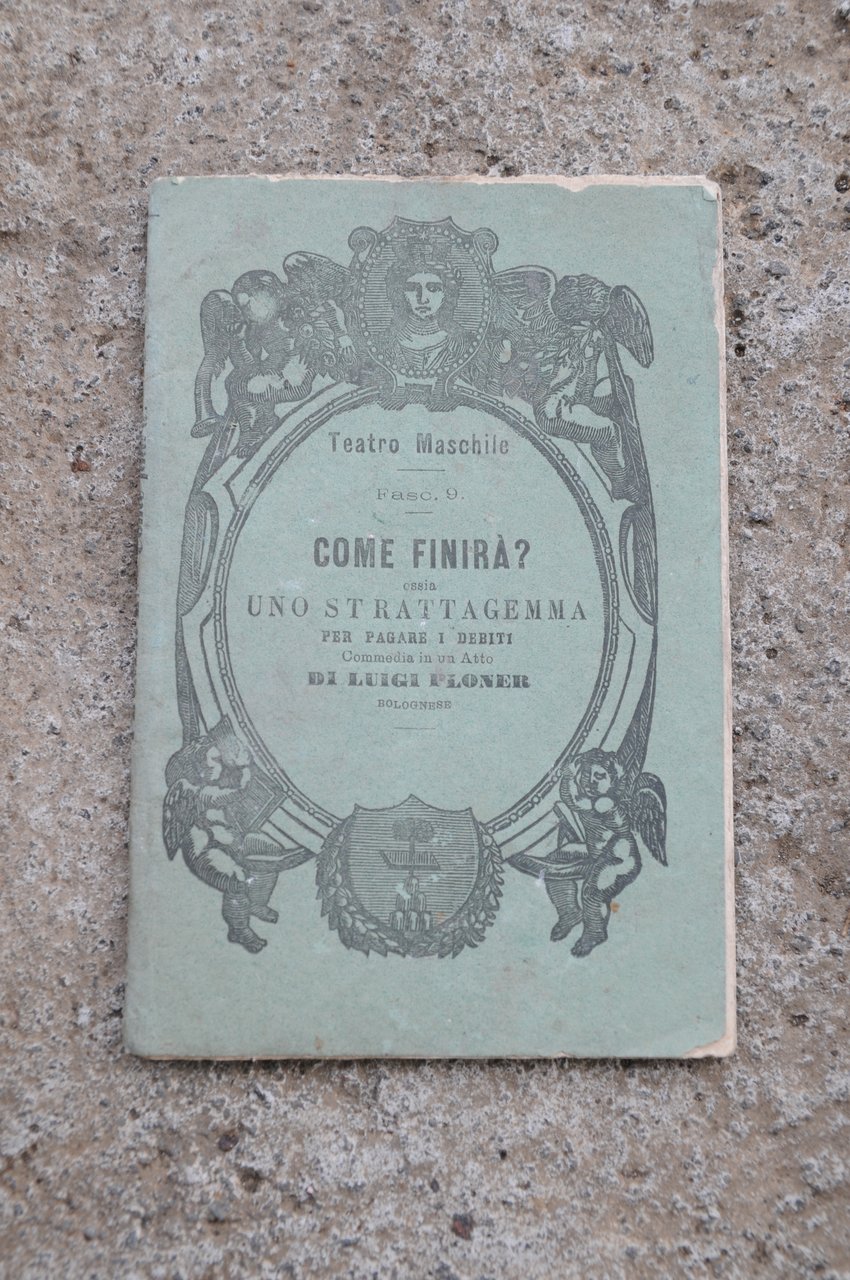 Teatro Maschile
Fasc. 9.
COME FINIRÀ?
ossia
UNO STRATTAGEMMA
PER PAGARE I DEBITI
Commedia in un Atto
DI LUIGI PLONER
BOLOGNESE